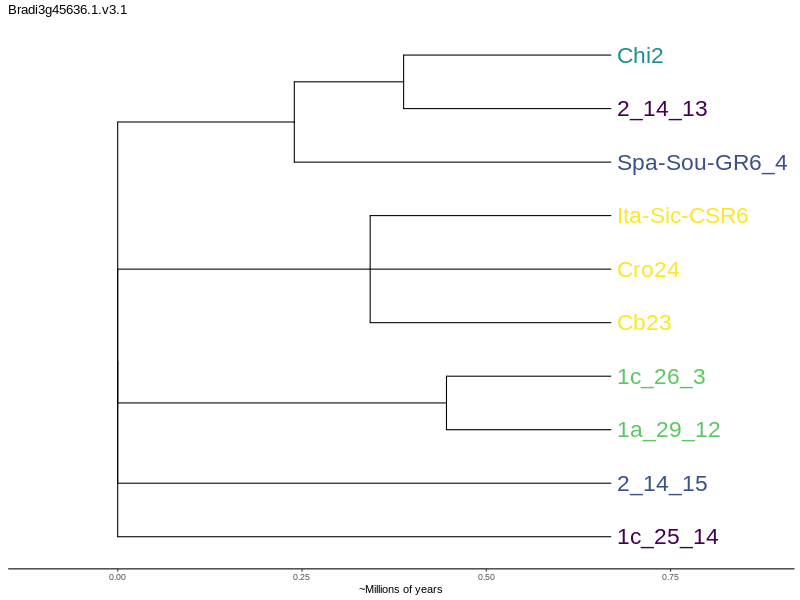 Bradi3g45636.1.v3.1
Chi2
2_14_13
Spa-Sou-GR6_4
Ita-Sic-CSR6
Cro24
Cb23
1c_26_3
1a_29_12
2_14_15
1c_25_14
0.00 0.25 0.50 0.75
~Millions of years